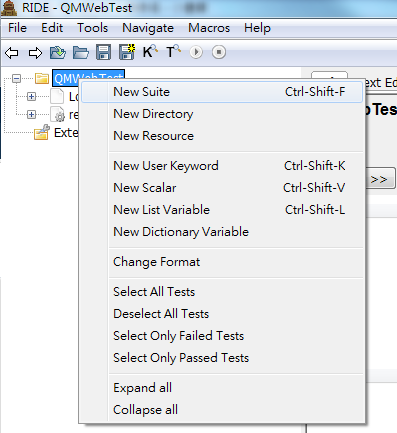 RIDE - QMWebTest
File Edit Tools Navigate Macros Help
K T
QMWebTest
Lo
re
Exte
ext Ed
bTes
>>
New Suite Ctrl-Shift-F
New Directory
New Resource
New User Keyword Ctrl-Shift-K
New Scalar Ctrl-Shift-V
New List Variable Ctrl-Shift-L
New Dictionary Variable
Change Format
Select All Tests
Deselect All Tests
Select Only Failed Tests
Select Only Passed Tests
Expand all
Collapse all